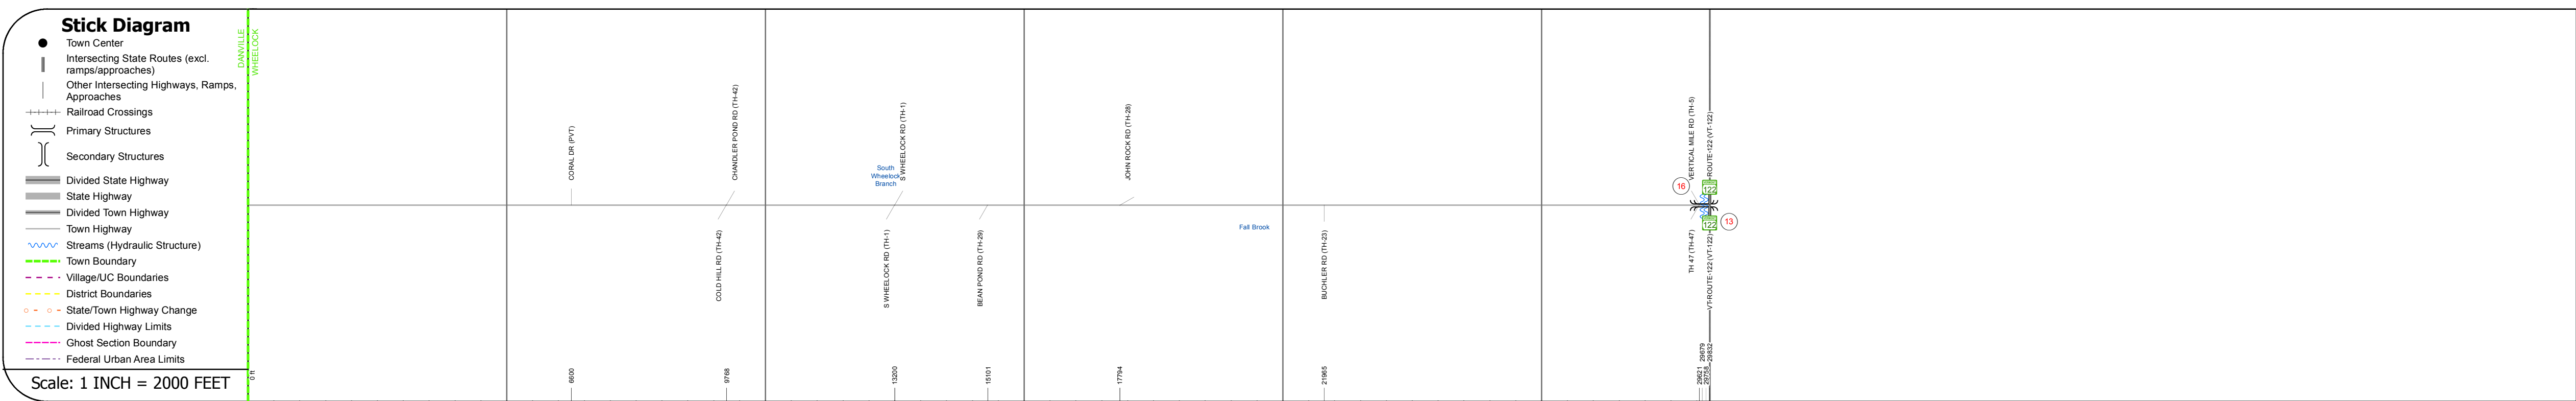 Stick Diagram
Town Center
Intersecting State Routes (excl.
ramps/approaches)
Other Intersecting Highways, Ramps,
Approaches
Railroad Crossings
Primary Structures
Secondary Structures
Divided State Highway
State Highway
Divided Town Highway
Town Highway
Streams (Hydraulic Structure)
Town Boundary
Village/UC Boundaries
District Boundaries
State/Town Highway Change
Divided Highway Limits
Ghost Section Boundary
Federal Urban Area Limits
Scale: 1 INCH = 2000 FEET
DANVILLE
WHEELOCK
CORAL DR (PVT)
CHANDLER POND RD (TH-42)
COLD HILL RD (TH-42)
South
Wheelock
Branch
S WHEELOCK RD (TH-1)
S WHEELOCK RD (TH-1)
BEAN POND RD (TH-29)
JOHN ROCK RD (TH-28)
Fall Brook
BUCHLER RD (TH-23)
VERTICAL MILE RD (TH-5)
TH 47 (TH-47)
ROUTE-122 (VT-122)
VT-ROUTE-122 (VT-122)
16
122
122
13
0 ft
6600
9768
13200
15101
17794
21965
29621
29679
29758
29832